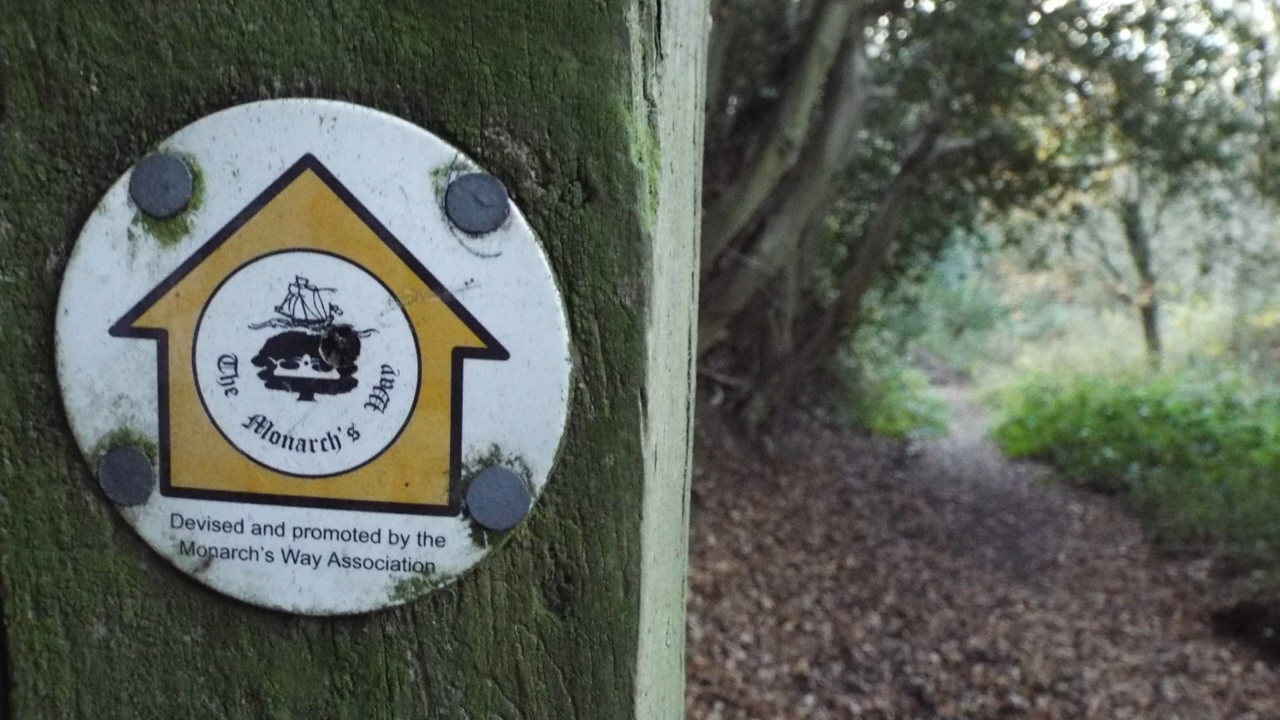 The Monarch's Way
Devised and promoted by the
Monarch's Way Association